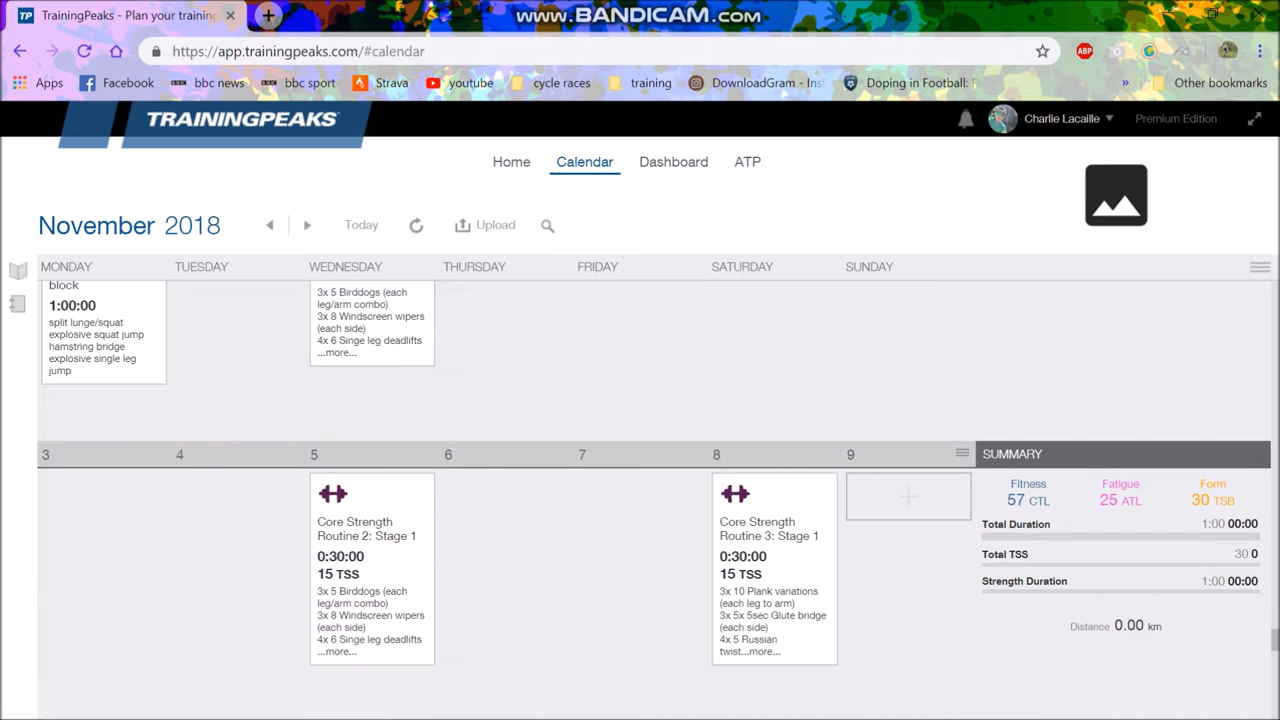 TrainingPeaks - Plan your trainin
www.BANDICAM.com
https://app.trainingpeaks.com/#calendar
ABP
Apps Facebook bbc news bbc sport Strava youtube cycle races training DownloadGram - Inst Doping in Football: T » Other bookmarks
TRAININGPEAKS
Charlie Lacaille
Premium Edition
Home Calendar Dashboard ATP
November 2018
Today
Upload
MONDAY TUESDAY WEDNESDAY THURSDAY FRIDAY SATURDAY SUNDAY
block
1:00:00
split lunge/squat
explosive squat jump
hamstring bridge
explosive single leg
jump
3x 5 Birddogs (each
leg/arm combo)
3x 8 Windscreen wipers
(each side)
4x 6 Singe leg deadlifts
...more...
3 4 5 6 7 8 9
SUMMARY
Core Strength
Routine 2: Stage 1
0:30:00
15 TSS
3x 5 Birddogs (each
leg/arm combo)
3x 8 Windscreen wipers
(each side)
4x 6 Singe leg deadlifts
...more...
Core Strength
Routine 3: Stage 1
0:30:00
15 TSS
3x 10 Plank variations
(each leg to arm)
3x 5x 5sec Glute bridge
(each side)
4x 5 Russian
twist...more...
Fitness Fatigue Form
57 CTL 25 ATL 30 TSB
Total Duration 1:00 00:00
Total TSS 30 0
Strength Duration 1:00 00:00
Distance 0.00 km